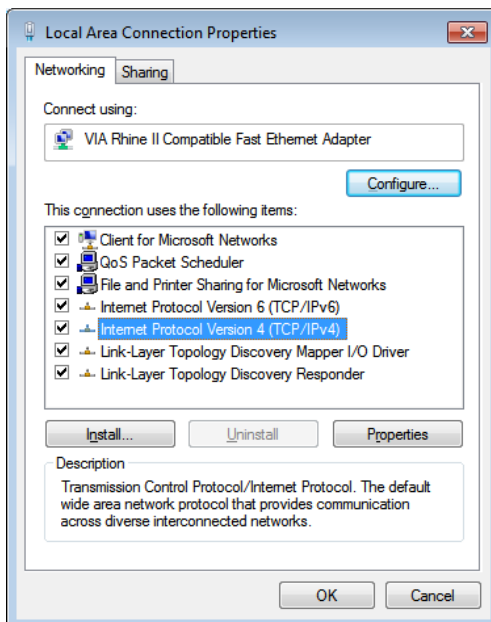 Local Area Connection Properties
Networking
Sharing
Connect using:
VIA Rhine II Compatible Fast Ethernet Adapter
Configure...
This connection uses the following items:
Client for Microsoft Networks
QoS Packet Scheduler
File and Printer Sharing for Microsoft Networks
Internet Protocol Version 6 (TCP/IPv6)
Internet Protocol Version 4 (TCP/IPv4)
Link-Layer Topology Discovery Mapper I/O Driver
Link-Layer Topology Discovery Responder
Install...
Uninstall
Properties
Description
Transmission Control Protocol/Internet Protocol. The default
wide area network protocol that provides communication
across diverse interconnected networks.
OK
Cancel